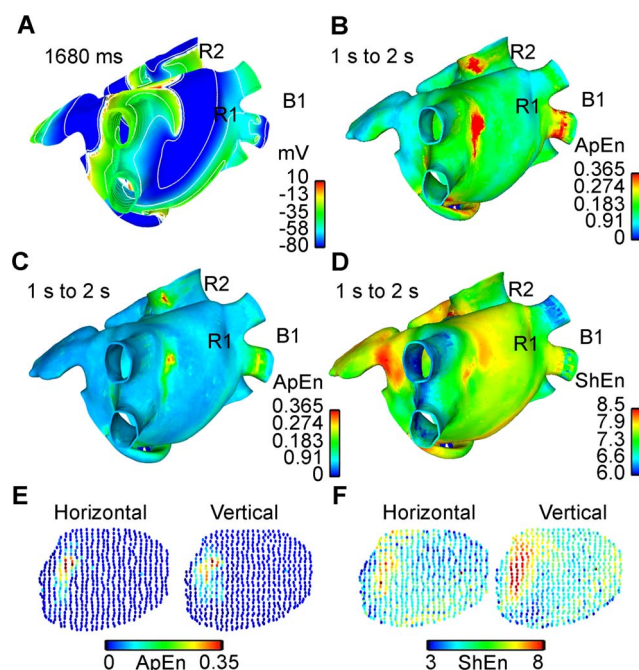 A
1680 ms
R2
R1
B1
mV
10
-13
-35
-58
-80
B
1 s to 2 s
R2
R1
B1
ApEn
0.365
0.274
0.183
0.91
0
C
1 s to 2 s
R2
R1
B1
ApEn
0.365
0.274
0.183
0.91
0
D
1 s to 2 s
R2
R1
B1
ShEn
8.5
7.9
7.3
6.6
6.0
E
Horizontal Vertical
0 ApEn 0.35
F
Horizontal Vertical
3 ShEn 8